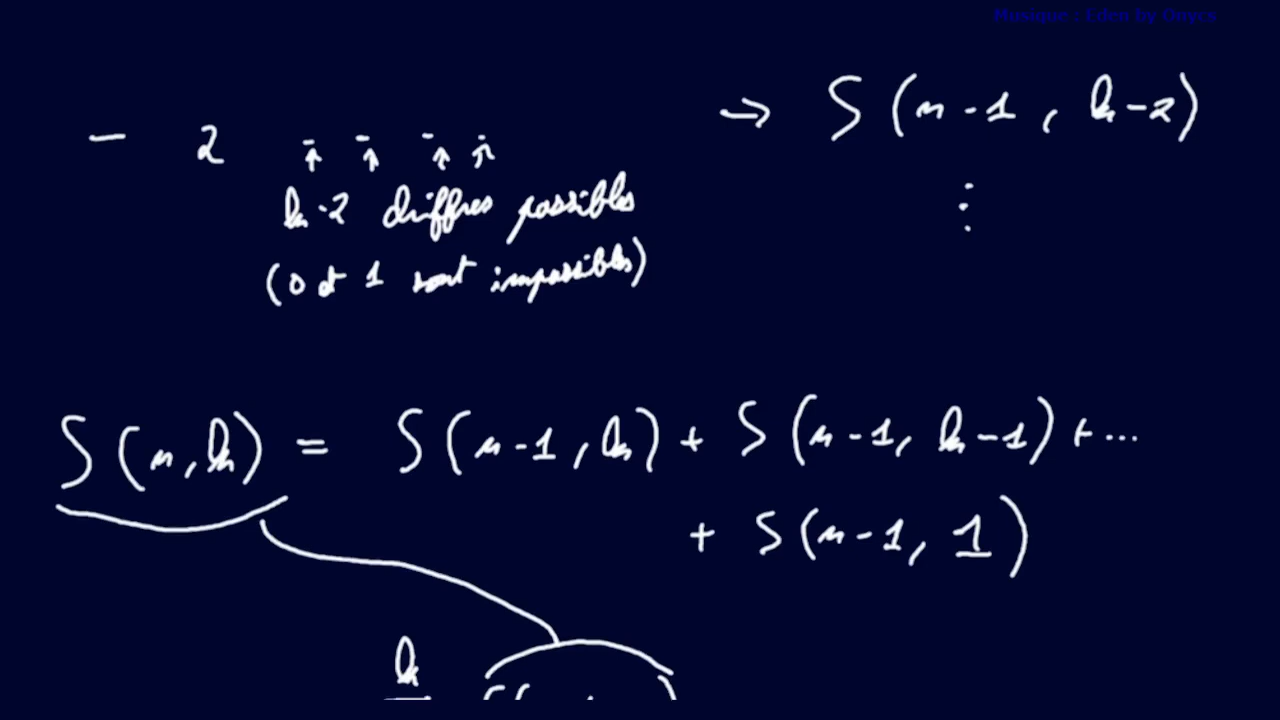 Musique : Eden by Onycs
- 2 → S(n-1, k-2)
k-2 chiffres possibles
⋮
(0 et 1 sont impossibles)
S(n,k) = S(n-1,k) + S(n-1, k-1) + ...
+ S(n-1, 1)
k